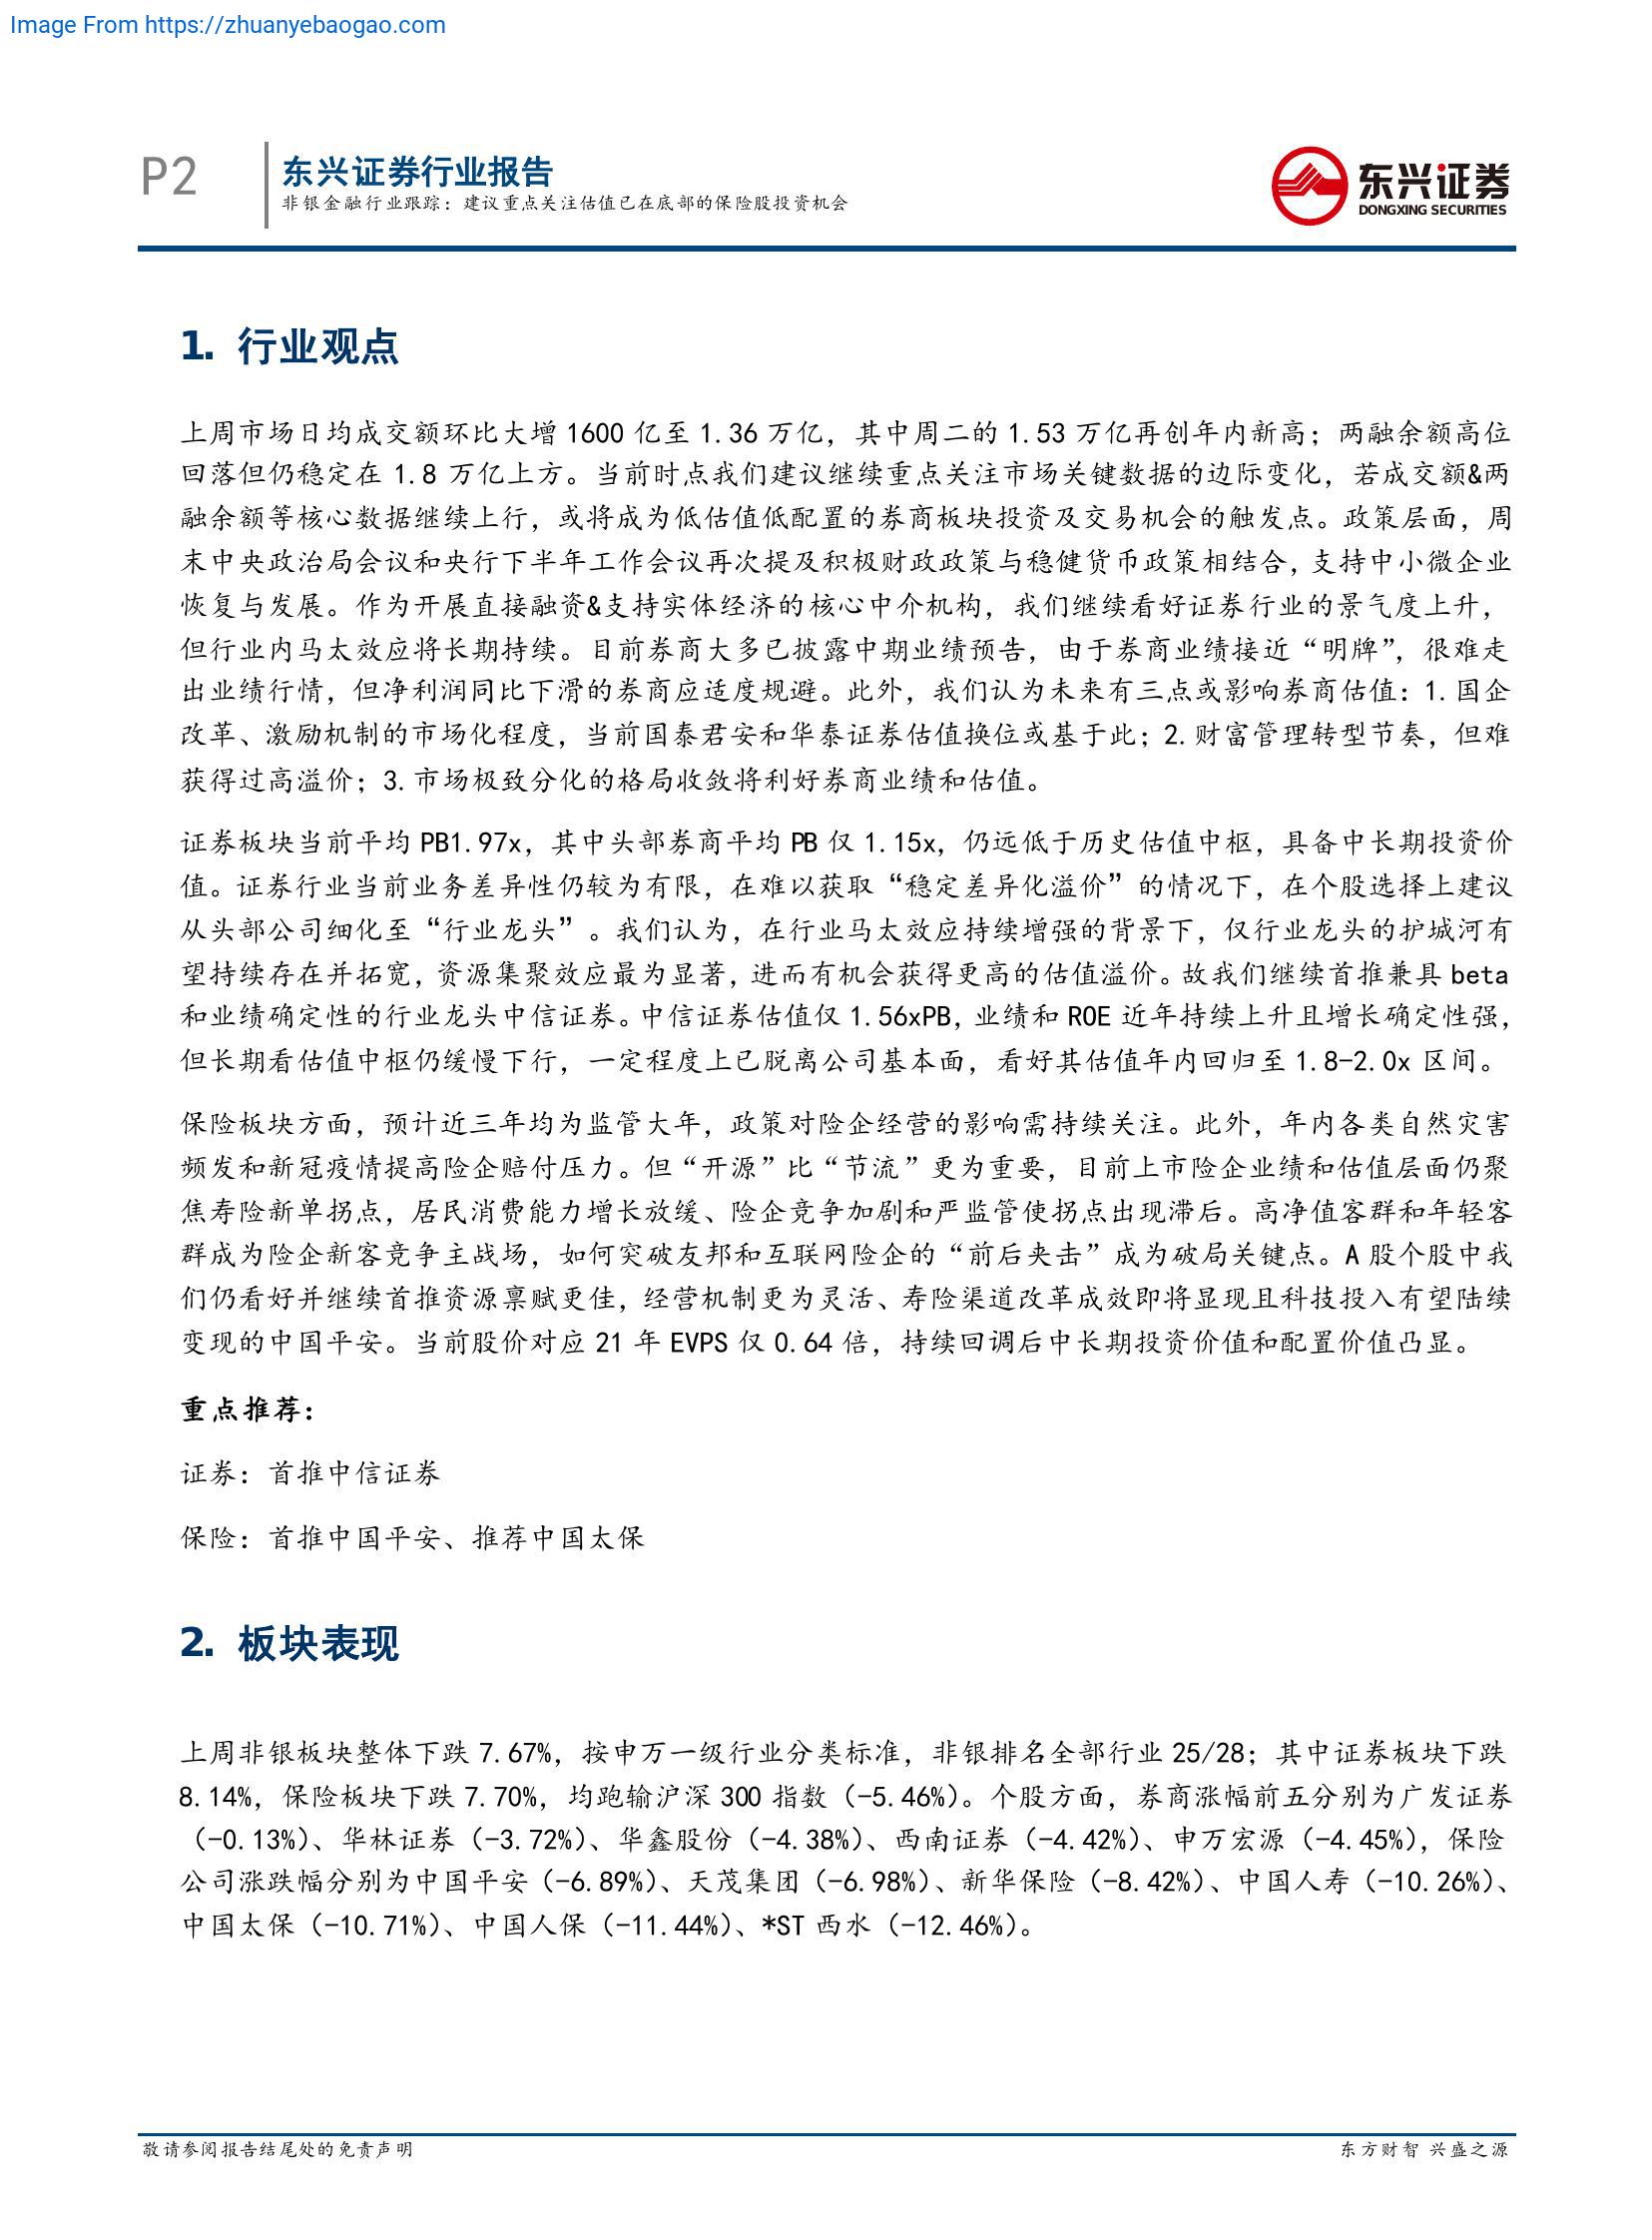 Image From https://zhuanyebaogao.com
P2
东兴证券行业报告
非银金融行业跟踪：建议重点关注估值已在底部的保险股投资机会
东兴证券
DONGXING SECURITIES
1. 行业观点
上周市场日均成交额环比大增 1600 亿至 1.36 万亿，其中周二的 1.53 万亿再创年内新高；两融余额高位
回落但仍稳定在 1.8 万亿上方。当前时点我们建议继续重点关注市场关键数据的边际变化，若成交额&两
融余额等核心数据继续上行，或将成为低估值低配置的券商板块投资及交易机会的触发点。政策层面，周
末中央政治局会议和央行下半年工作会议再次提及积极财政政策与稳健货币政策相结合，支持中小微企业
恢复与发展。作为开展直接融资&支持实体经济的核心中介机构，我们继续看好证券行业的景气度上升，
但行业内马太效应将长期持续。目前券商大多已披露中期业绩预告，由于券商业绩接近“明牌”，很难走
出业绩行情，但净利润同比下滑的券商应适度规避。此外，我们认为未来有三点或影响券商估值：1.国企
改革、激励机制的市场化程度，当前国泰君安和华泰证券估值换位或基于此；2.财富管理转型节奏，但难
获得过高溢价；3.市场极致分化的格局收敛将利好券商业绩和估值。
证券板块当前平均 PB1.97x，其中头部券商平均 PB 仅 1.15x，仍远低于历史估值中枢，具备中长期投资价
值。证券行业当前业务差异性仍较为有限，在难以获取“稳定差异化溢价”的情况下，在个股选择上建议
从头部公司细化至“行业龙头”。我们认为，在行业马太效应持续增强的背景下，仅行业龙头的护城河有
望持续存在并拓宽，资源集聚效应最为显著，进而有机会获得更高的估值溢价。故我们继续首推兼具 beta
和业绩确定性的行业龙头中信证券。中信证券估值仅 1.56xPB，业绩和 ROE 近年持续上升且增长确定性强，
但长期看估值中枢仍缓慢下行，一定程度上已脱离公司基本面，看好其估值年内回归至 1.8-2.0x 区间。
保险板块方面，预计近三年均为监管大年，政策对险企经营的影响需持续关注。此外，年内各类自然灾害
频发和新冠疫情提高险企赔付压力。但“开源”比“节流”更为重要，目前上市险企业绩和估值层面仍聚
焦寿险新单拐点，居民消费能力增长放缓、险企竞争加剧和严监管使拐点出现滞后。高净值客群和年轻客
群成为险企新客竞争主战场，如何突破友邦和互联网险企的“前后夹击”成为破局关键点。A 股个股中我
们仍看好并继续首推资源禀赋更佳，经营机制更为灵活、寿险渠道改革成效即将显现且科技投入有望陆续
变现的中国平安。当前股价对应 21 年 EVPS 仅 0.64 倍，持续回调后中长期投资价值和配置价值凸显。
重点推荐：
证券：首推中信证券
保险：首推中国平安、推荐中国太保
2. 板块表现
上周非银板块整体下跌 7.67%，按申万一级行业分类标准，非银排名全部行业 25/28；其中证券板块下跌
8.14%，保险板块下跌 7.70%，均跑输沪深 300 指数（-5.46%）。个股方面，券商涨幅前五分别为广发证券
（-0.13%）、华林证券（-3.72%）、华鑫股份（-4.38%）、西南证券（-4.42%）、申万宏源（-4.45%），保险
公司涨跌幅分别为中国平安（-6.89%）、天茂集团（-6.98%）、新华保险（-8.42%）、中国人寿（-10.26%）、
中国太保（-10.71%）、中国人保（-11.44%）、*ST 西水（-12.46%）。
敬请参阅报告结尾处的免责声明
东方财智 兴盛之源